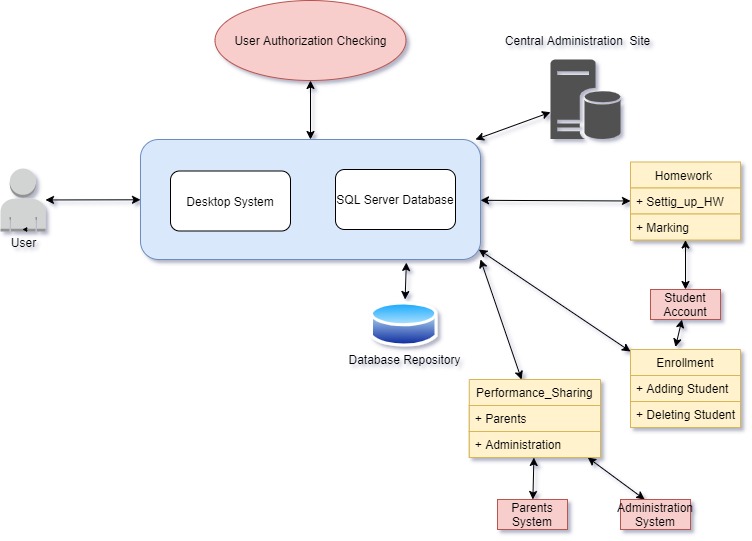 User Authorization Checking
Central Administration Site
Desktop System
SQL Server Database
User
Homework
+ Settig_up_HW
+ Marking
Student
Account
Database Repository
Enrollment
+ Adding Student
+ Deleting Student
Performance_Sharing
+ Parents
+ Administration
Parents
System
Administration
System